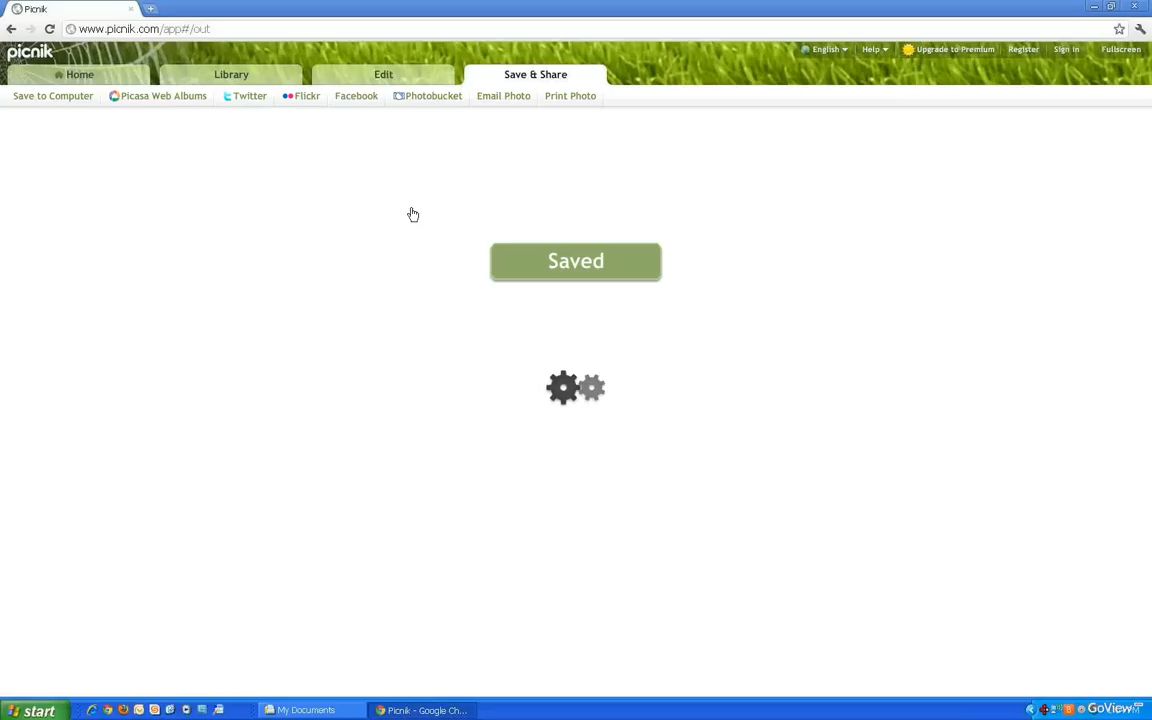 Picnik
www.picnik.com/app#/out
picnik
English
Help
Upgrade to Premium
Register
Sign In
Fullscreen
Home
Library
Edit
Save & Share
Save to Computer
Picasa Web Albums
Twitter
Flickr
Facebook
Photobucket
Email Photo
Print Photo
Saved
start
My Documents
Picnik - Google Ch...
GoView